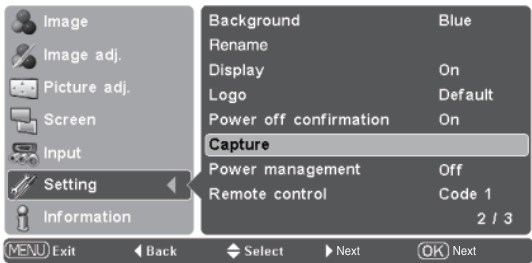 Image
Image adj.
Picture adj.
Screen
Input
Setting
Information
Background Blue
Rename
Display On
Logo Default
Power off confirmation On
Capture
Power management Off
Remote control Code 1
2 / 3
MENU Exit Back Select Next OK Next